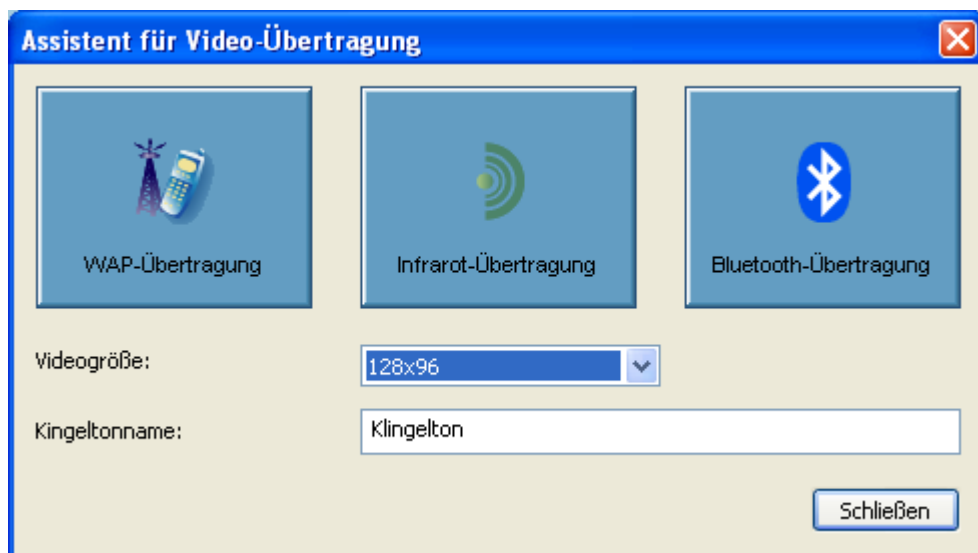 Assistent für Video-Übertragung
WAP-Übertragung
Infrarot-Übertragung
Bluetooth-Übertragung
Videogröße:
128x96
Kingeltonname:
Klingelton
Schließen